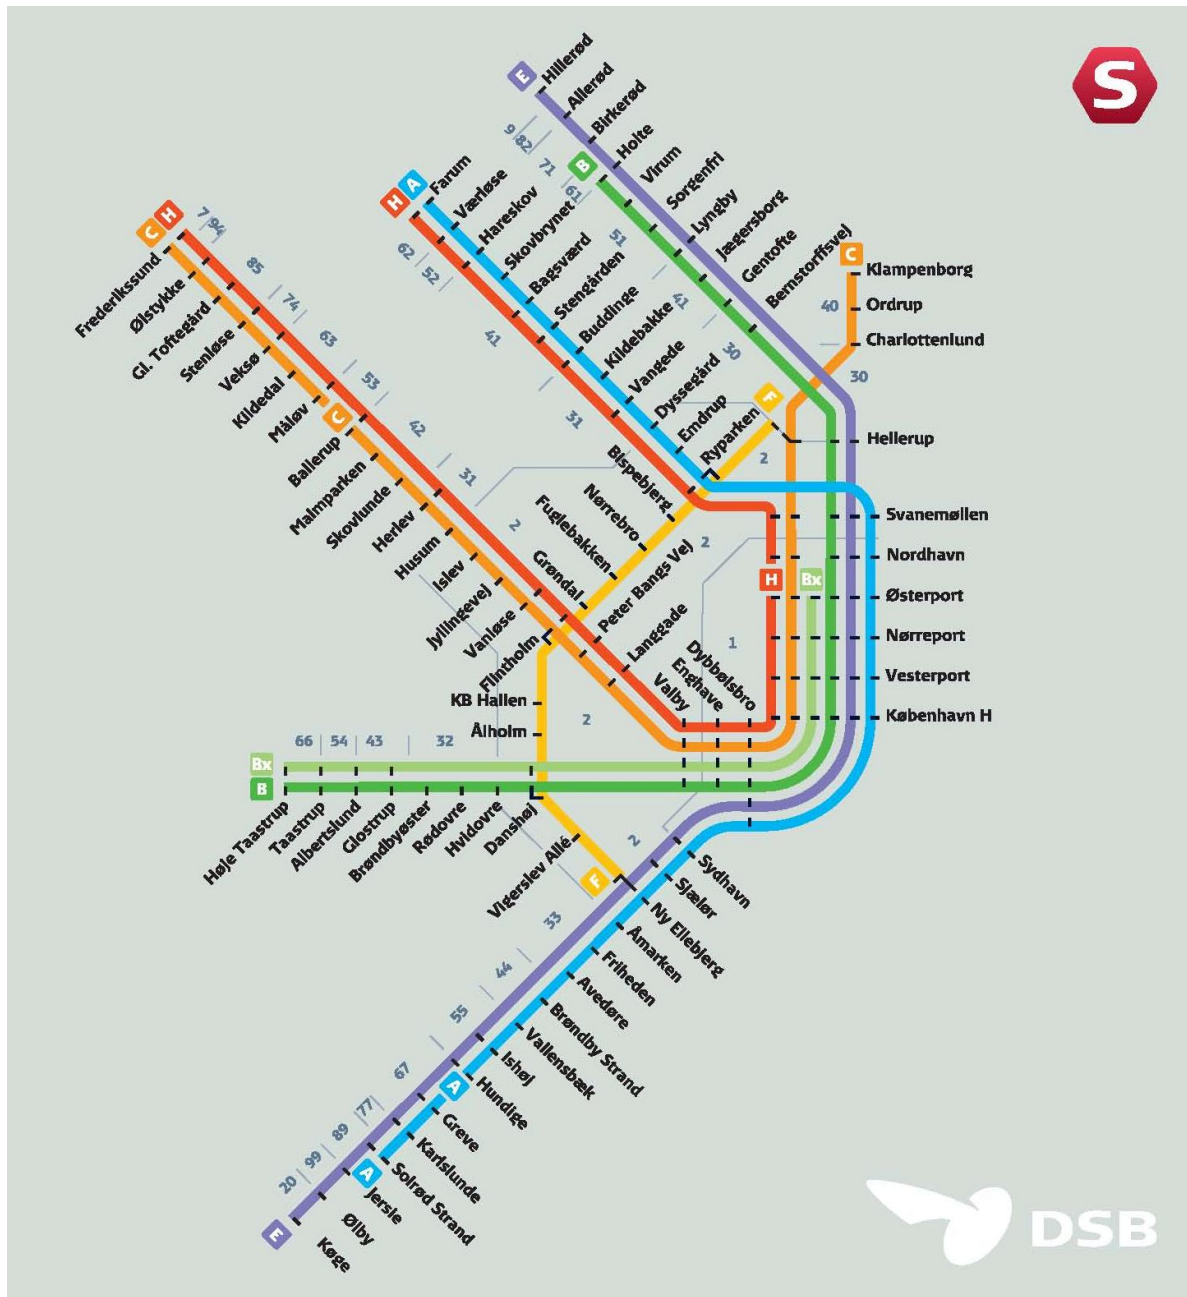 S
E
Hillerød
Allerød
Birkerød
Holte
Virum
Sorgenfri
Lyngby
Jægersborg
Gentofte
Bernstorffsvej
9
82
71
61
51
41
30
B
H
A
Farum
Værløse
Hareskov
Skovbrynet
Bagsværd
Stengården
Buddinge
Kildebakke
Vangede
Dyssegård
Emdrup
Ryparken
62
52
41
31
C
Klampenborg
Ordrup
Charlottenlund
40
30
Hellerup
F
2
C
H
7
94
85
74
63
53
42
31
2
Frederikssund
Ølstykke
Gl. Toftegård
Stenløse
Veksø
Kildedal
Måløv
C
Ballerup
Malmparken
Skovlunde
Herlev
Husum
Islev
Jyllingevej
Vanløse
Flintholm
Bispebjerg
Nørrebro
Fuglebakken
Grøndal
Peter Bangs Vej
Langgade
Valby
Enghave
Dybbølsbro
2
1
Svanemøllen
Nordhavn
H
Bx
Østerport
Nørreport
Vesterport
København H
KB Hallen
Ålholm
2
66
54
43
32
Bx
B
Høje Taastrup
Taastrup
Albertslund
Glostrup
Brøndbyøster
Rødovre
Hvidovre
Danshøj
Vigerslev Allé
F
2
Sydhavn
Sjælør
Ny Ellebjerg
Åmarken
Friheden
Avedøre
Brøndby Strand
Vallensbæk
Ishøj
Hundige
Greve
Karlslunde
Solrød Strand
Jersie
Ølby
Køge
33
44
55
67
77
89
99
20
A
A
E
DSB